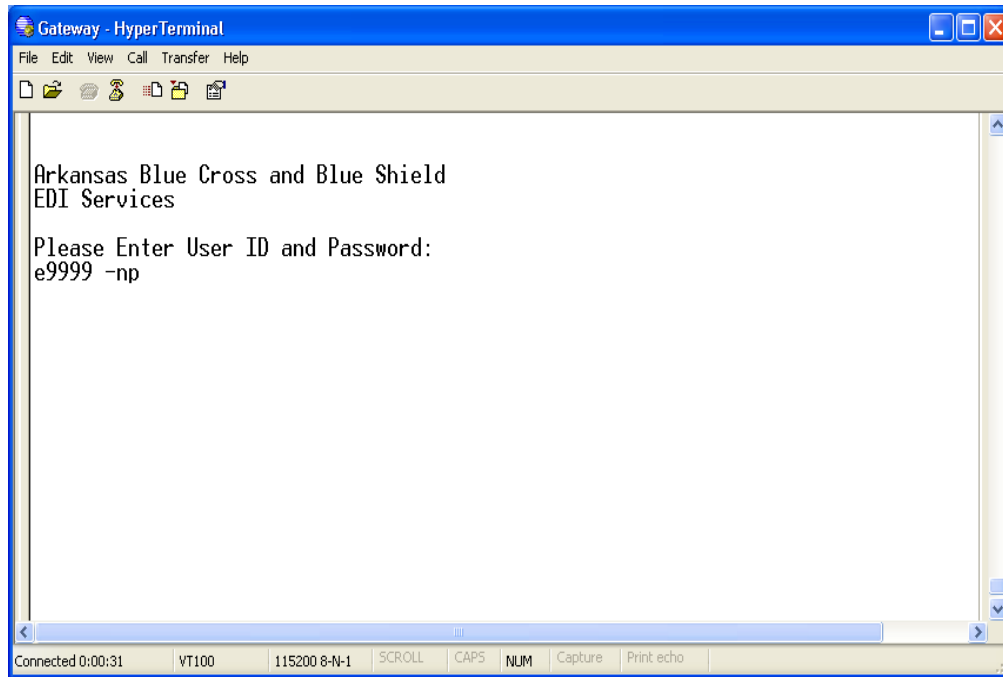 Gateway - HyperTerminal
File Edit View Call Transfer Help
Arkansas Blue Cross and Blue Shield
EDI Services
Please Enter User ID and Password:
e9999 -np
Connected 0:00:31 VT100 115200 8-N-1 SCROLL CAPS NUM Capture Print echo